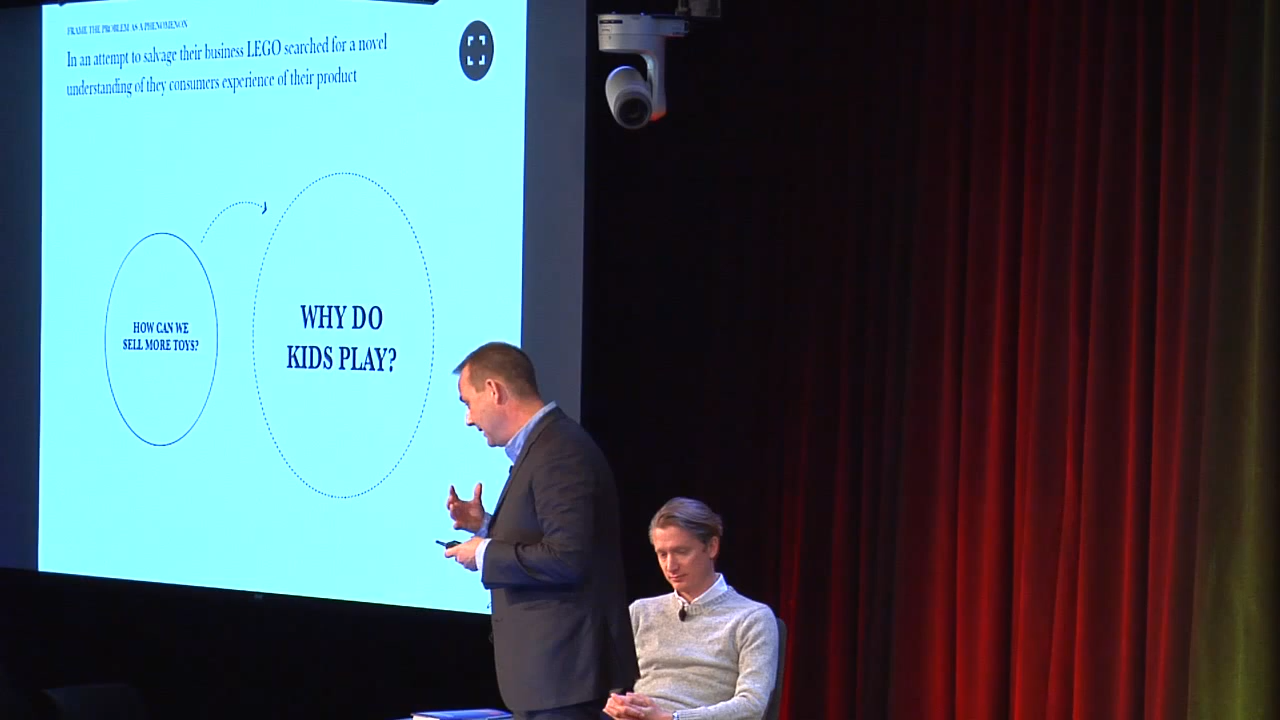 FRAME THE PROBLEM AS A PHENOMENON
In an attempt to salvage their business LEGO searched for a novel
understanding of they consumers experience of their product
HOW CAN WE
SELL MORE TOYS?
WHY DO
KIDS PLAY?